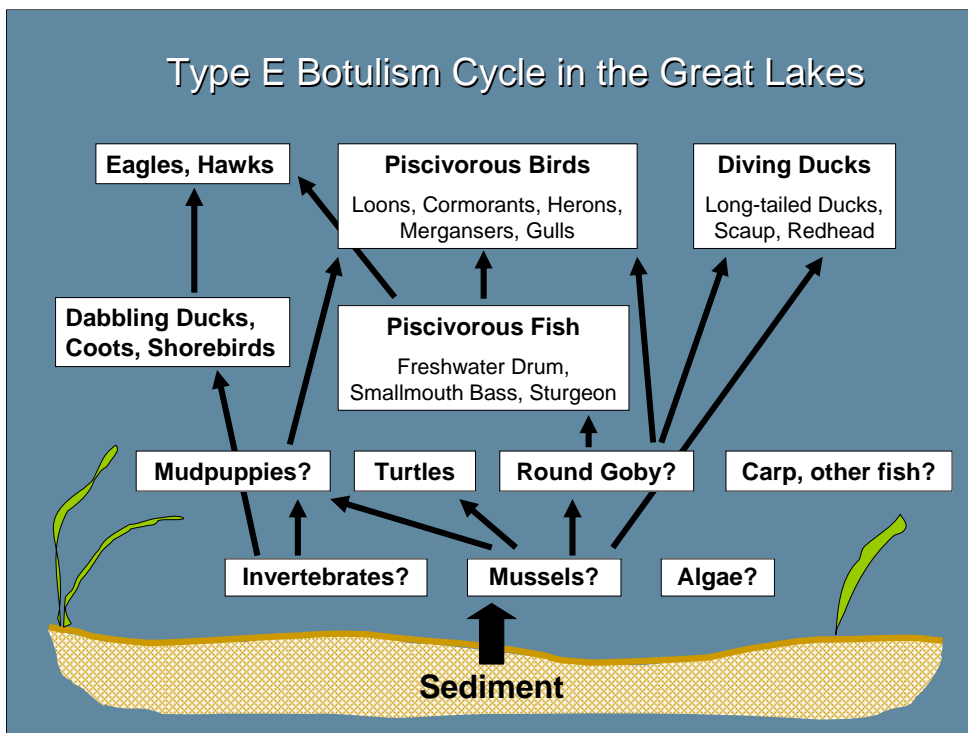 Type E Botulism Cycle in the Great Lakes
Eagles, Hawks
Piscivorous Birds
Loons, Cormorants, Herons,
Mergansers, Gulls
Diving Ducks
Long-tailed Ducks,
Scaup, Redhead
Dabbling Ducks,
Coots, Shorebirds
Piscivorous Fish
Freshwater Drum,
Smallmouth Bass, Sturgeon
Mudpuppies?
Turtles
Round Goby?
Carp, other fish?
Invertebrates?
Mussels?
Algae?
Sediment